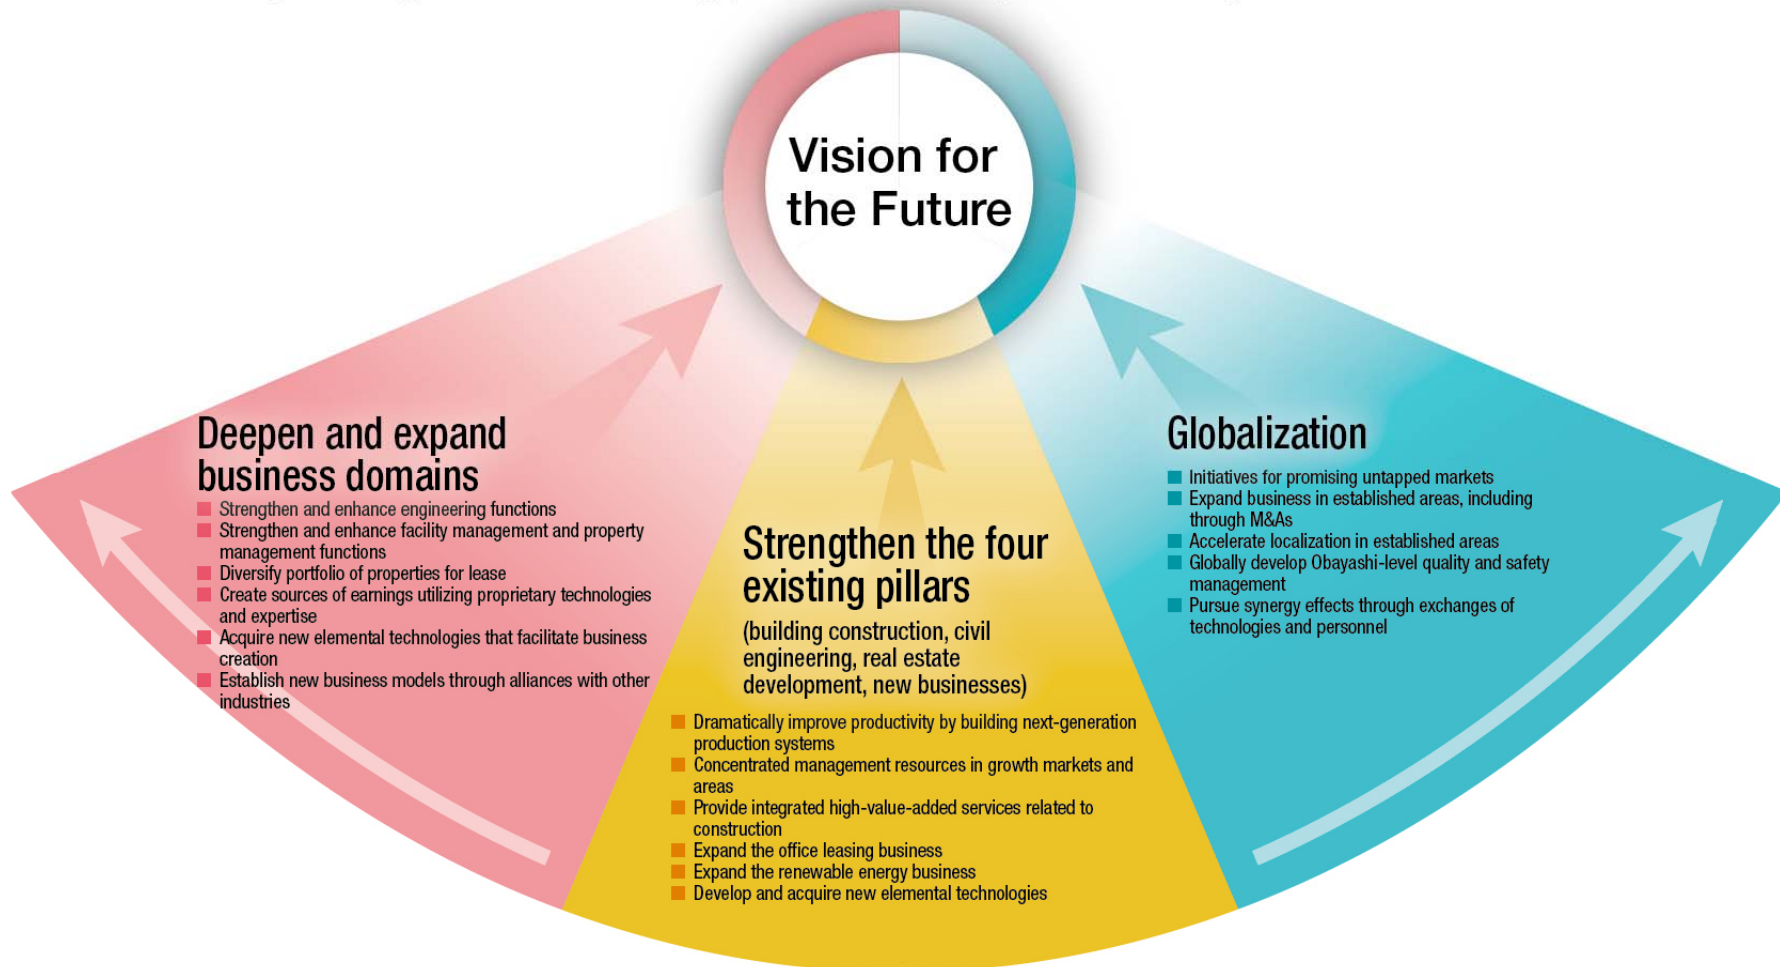 Vision for
the Future
Deepen and expand
business domains
Strengthen and enhance engineering functions
Strengthen and enhance facility management and property
management functions
Diversify portfolio of properties for lease
Create sources of earnings utilizing proprietary technologies
and expertise
Acquire new elemental technologies that facilitate business
creation
Establish new business models through alliances with other
industries
Strengthen the four
existing pillars
(building construction, civil
engineering, real estate
development, new businesses)
Dramatically improve productivity by building next-generation
production systems
Concentrated management resources in growth markets and
areas
Provide integrated high-value-added services related to
construction
Expand the office leasing business
Expand the renewable energy business
Develop and acquire new elemental technologies
Globalization
Initiatives for promising untapped markets
Expand business in established areas, including
through M&As
Accelerate localization in established areas
Globally develop Obayashi-level quality and safety
management
Pursue synergy effects through exchanges of
technologies and personnel